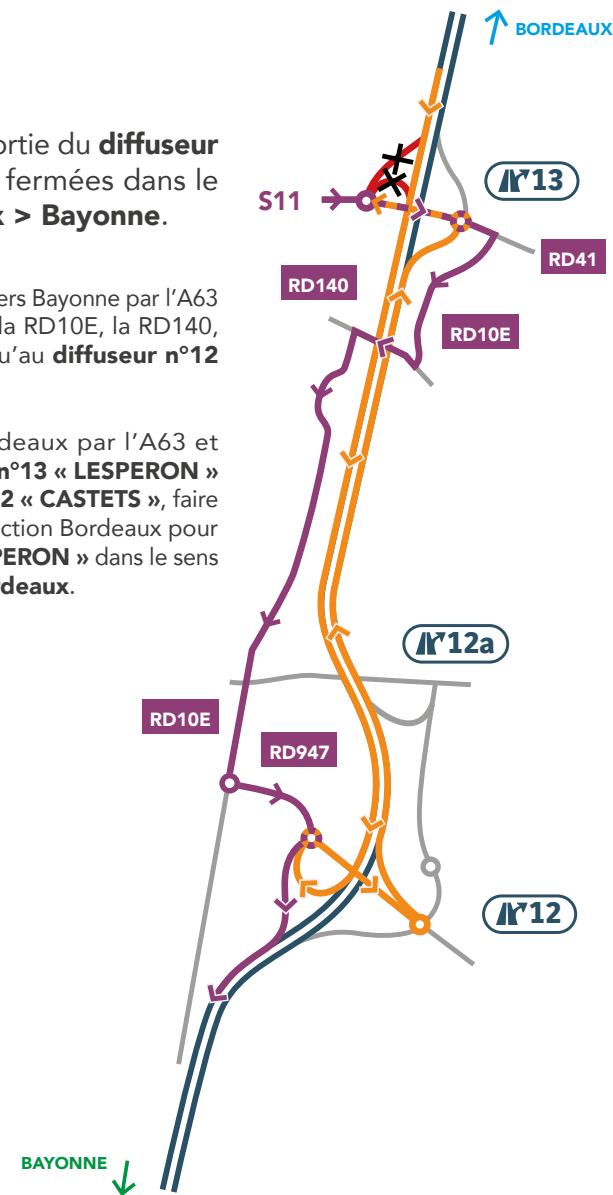 BORDEAUX
ortie du diffuseur
fermées dans le
x > Bayonne.
13
S11
RD41
RD140
ers Bayonne par l'A63
la RD10E, la RD140,
qu'au diffuseur n°12
RD10E
deaux par l'A63 et
n°13 « LESPERON »
2 « CASTETS », faire
ction Bordeaux pour
PERON » dans le sens
rdeaux.
12a
RD10E
RD947
12
BAYONNE